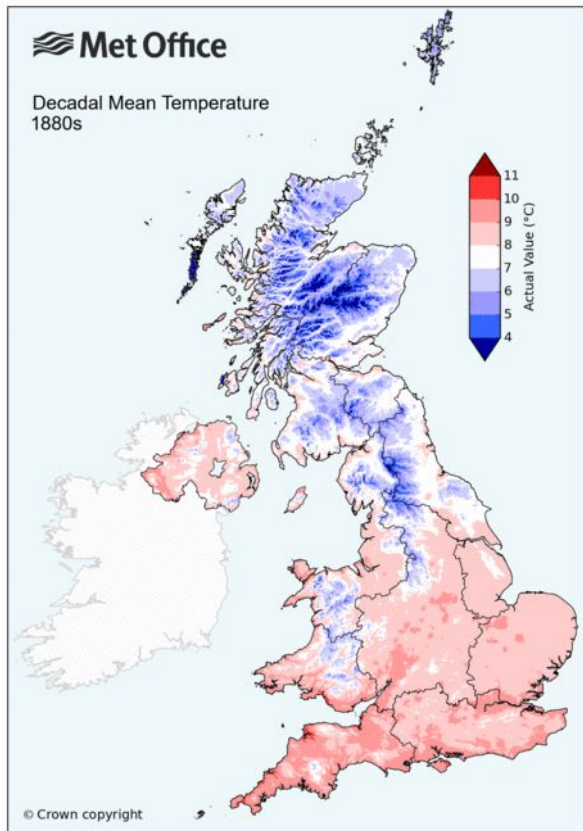 Met Office
Decadal Mean Temperature
1880s
11
10
9
8
7
6
5
4
Actual Value (°C)
© Crown copyright